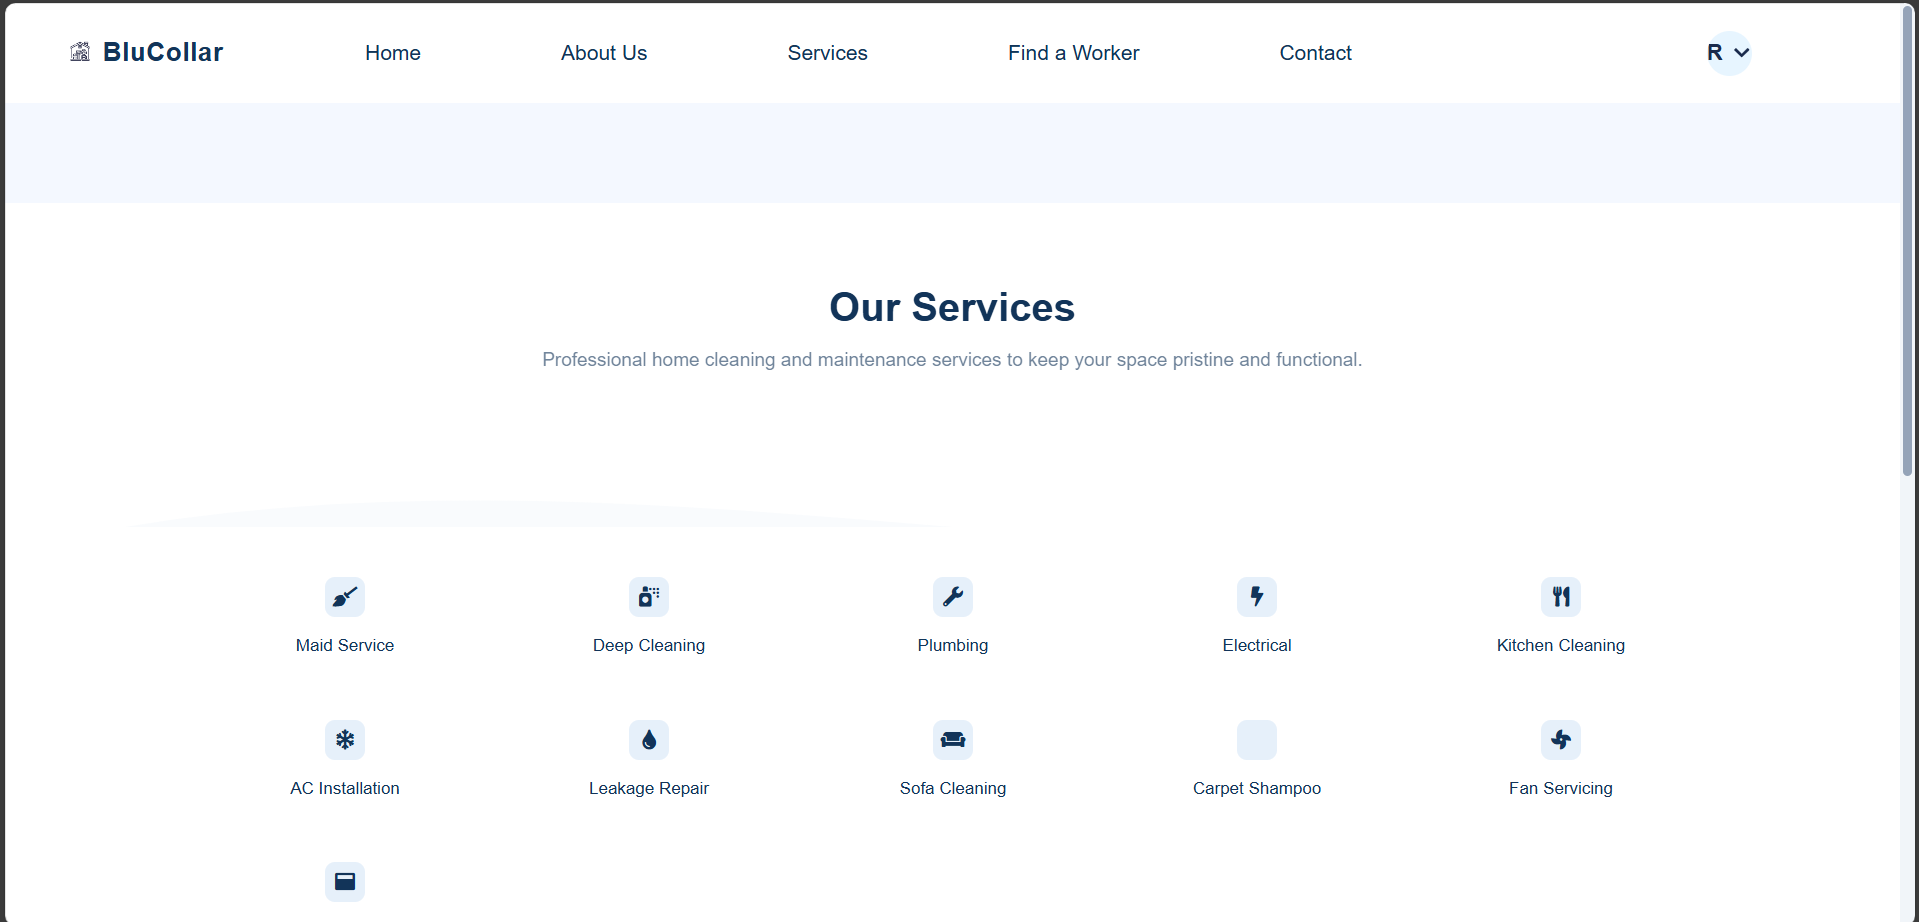 BluCollar Home About Us Services Find a Worker Contact R
Our Services
Professional home cleaning and maintenance services to keep your space pristine and functional.
Maid Service Deep Cleaning Plumbing Electrical Kitchen Cleaning
AC Installation Leakage Repair Sofa Cleaning Carpet Shampoo Fan Servicing